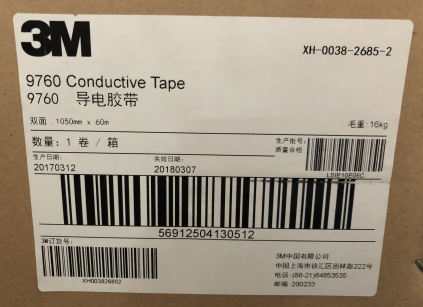 3M
XH-0038-2685-2
9760 Conductive Tape
9760 导电胶带
双面 : 1050mm x 60m
毛重:16kg
数量: 1 卷 / 箱
生产批号:
质量合格
LSIE10E05C
生产日期: 失效日期:
20170312 20180307
56912504130512
3M订货号:
XH003826852
3M中国有限公司
中国上海市徐汇区田林路222号
电话:(86-21)64853535
邮编:200233